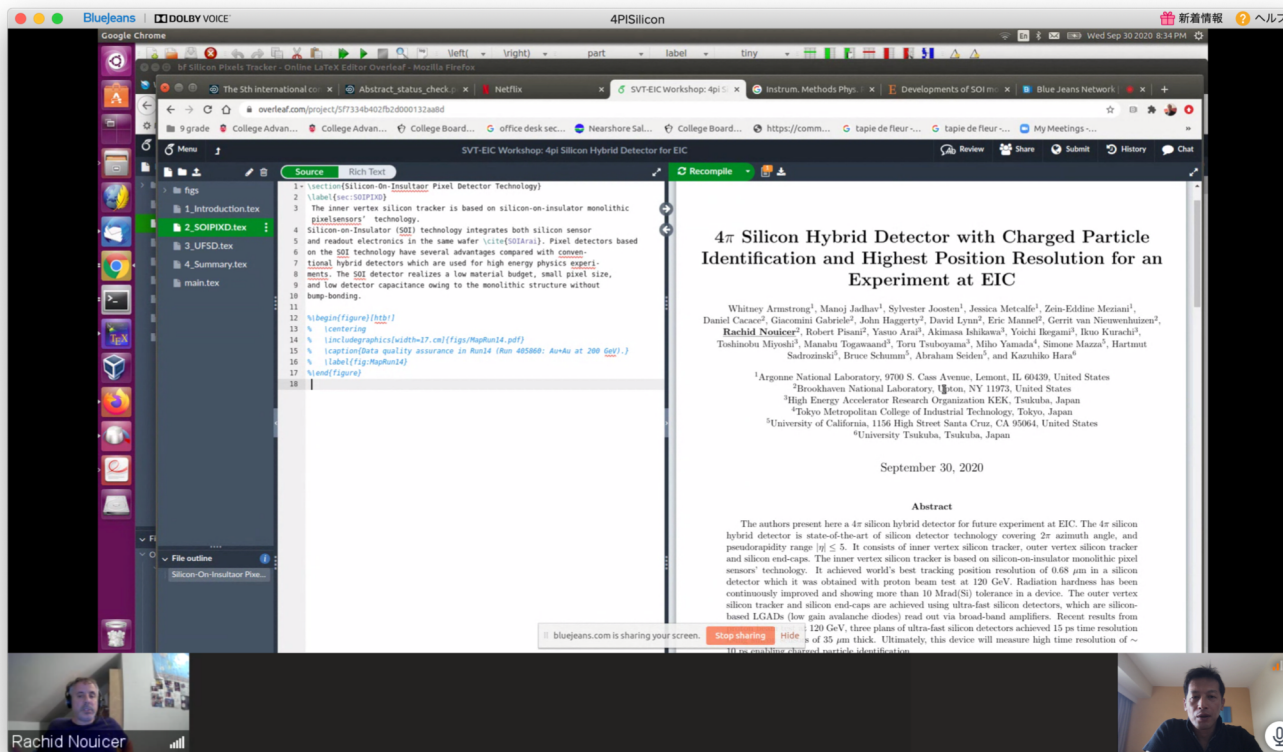 BlueJeans | DOLBY VOICE
4PISilicon
新着情報
Google Chrome
En
Wed Sep 30 2020 8:34 PM
\left( \right) part label tiny
bf Silicon Pixels Tracker - Online LaTeX Editor Overleaf - Mozilla Firefox
The 5th international co
Abstract_status_check.p
Netflix
SVT-EIC Workshop: 4pi S
Instrum. Methods Phys.
Developments of SOI m
Blue Jeans Network
overleaf.com/project/5f7334b402fb2d000132aa8d
9 grade
College Advan...
College Advan...
College Board...
office desk sec...
Nearshore Sal...
College Board...
https://comm...
tapie de fleur -...
tapie de fleur -...
My Meetings -...
Menu
SVT-EIC Workshop: 4pi Silicon Hybrid Detector for EIC
Review
Share
Submit
History
Chat
Source
Rich Text
Recompile
figs
1_Introduction.tex
2_SOIPIXD.tex
3_UFSD.tex
4_Summary.tex
main.tex
File outline
Silicon-On-Insultaor Pixe...
1 \section{Silicon-On-Insultaor Pixel Detector Technology}
2 \label{sec:SOIPIXD}
3 The inner vertex silicon tracker is based on silicon-on-insulator monolithic
pixelsensors' technology.
4 Silicon-on-Insulator (SOI) technology integrates both silicon sensor
5 and readout electronics in the same wafer \cite{SOIArai}. Pixel detectors based
6 on the SOI technology have several advantages compared with conven-
7 tional hybrid detectors which are used for high energy physics experi-
8 ments. The SOI detector realizes a low material budget, small pixel size,
9 and low detector capacitance owing to the monolithic structure without
10 bump-bonding.
11
12 %\begin{figure}[htb!]
13 % \centering
14 % \includegraphics[width=17.cm]{figs/MapRun14.pdf}
15 % \caption{Data quality assurance in Run14 (Run 405860: Au+Au at 200 GeV).}
16 % \label{fig:MapRun14}
17 %\end{figure}
18
4π Silicon Hybrid Detector with Charged Particle
Identification and Highest Position Resolution for an
Experiment at EIC
Whitney Armstrong¹, Manoj Jadhav¹, Sylvester Joosten¹, Jessica Metcalfe¹, Zein-Eddine Meziani¹,
Daniel Cacace², Giacomini Gabriele², John Haggerty², David Lynn², Eric Mannel², Gerrit van Nieuwenhuizen²,
Rachid Nouicer², Robert Pisani², Yasuo Arai³, Akimasa Ishikawa³, Yoichi Ikegami³, Ikuo Kurachi³,
Toshinobu Miyoshi³, Manabu Togawaand³, Toru Tsuboyama³, Miho Yamada⁴, Simone Mazza⁵, Hartmut
Sadrozinski⁵, Bruce Schumm⁵, Abraham Seiden⁵, and Kazuhiko Hara⁶
¹Argonne National Laboratory, 9700 S. Cass Avenue, Lemont, IL 60439, United States
²Brookhaven National Laboratory, Upton, NY 11973, United States
³High Energy Accelerator Research Organization KEK, Tsukuba, Japan
⁴Tokyo Metropolitan College of Industrial Technology, Tokyo, Japan
⁵University of California, 1156 High Street Santa Cruz, CA 95064, United States
⁶University Tsukuba, Tsukuba, Japan
September 30, 2020
Abstract
The authors present here a 4π silicon hybrid detector for future experiment at EIC. The 4π silicon
hybrid detector is state-of-the-art of silicon detector technology covering 2π azimuth angle, and
pseudorapidity range |η| ≤ 5. It consists of inner vertex silicon tracker, outer vertex silicon tracker
and silicon end-caps. The inner vertex silicon tracker is based on silicon-on-insulator monolithic pixel
sensors' technology. It achieved world's best tracking position resolution of 0.68 μm in a silicon
detector which it was obtained with proton beam test at 120 GeV. Radiation hardness has been
continuously improved and showing more than 10 Mrad(Si) tolerance in a device. The outer vertex
silicon tracker and silicon end-caps are achieved using ultra-fast silicon detectors, which are silicon-
based LGADs (low gain avalanche diodes) read out via broad-band amplifiers. Recent results from
t 120 GeV, three plans of ultra-fast silicon detectors achieved 15 ps time resolution
s of 35 μm thick. Ultimately, this device will measure high time resolution of ∼
10 ps enabling charged particle identification.
bluejeans.com is sharing your screen.
Stop sharing
Hide
Rachid Nouicer